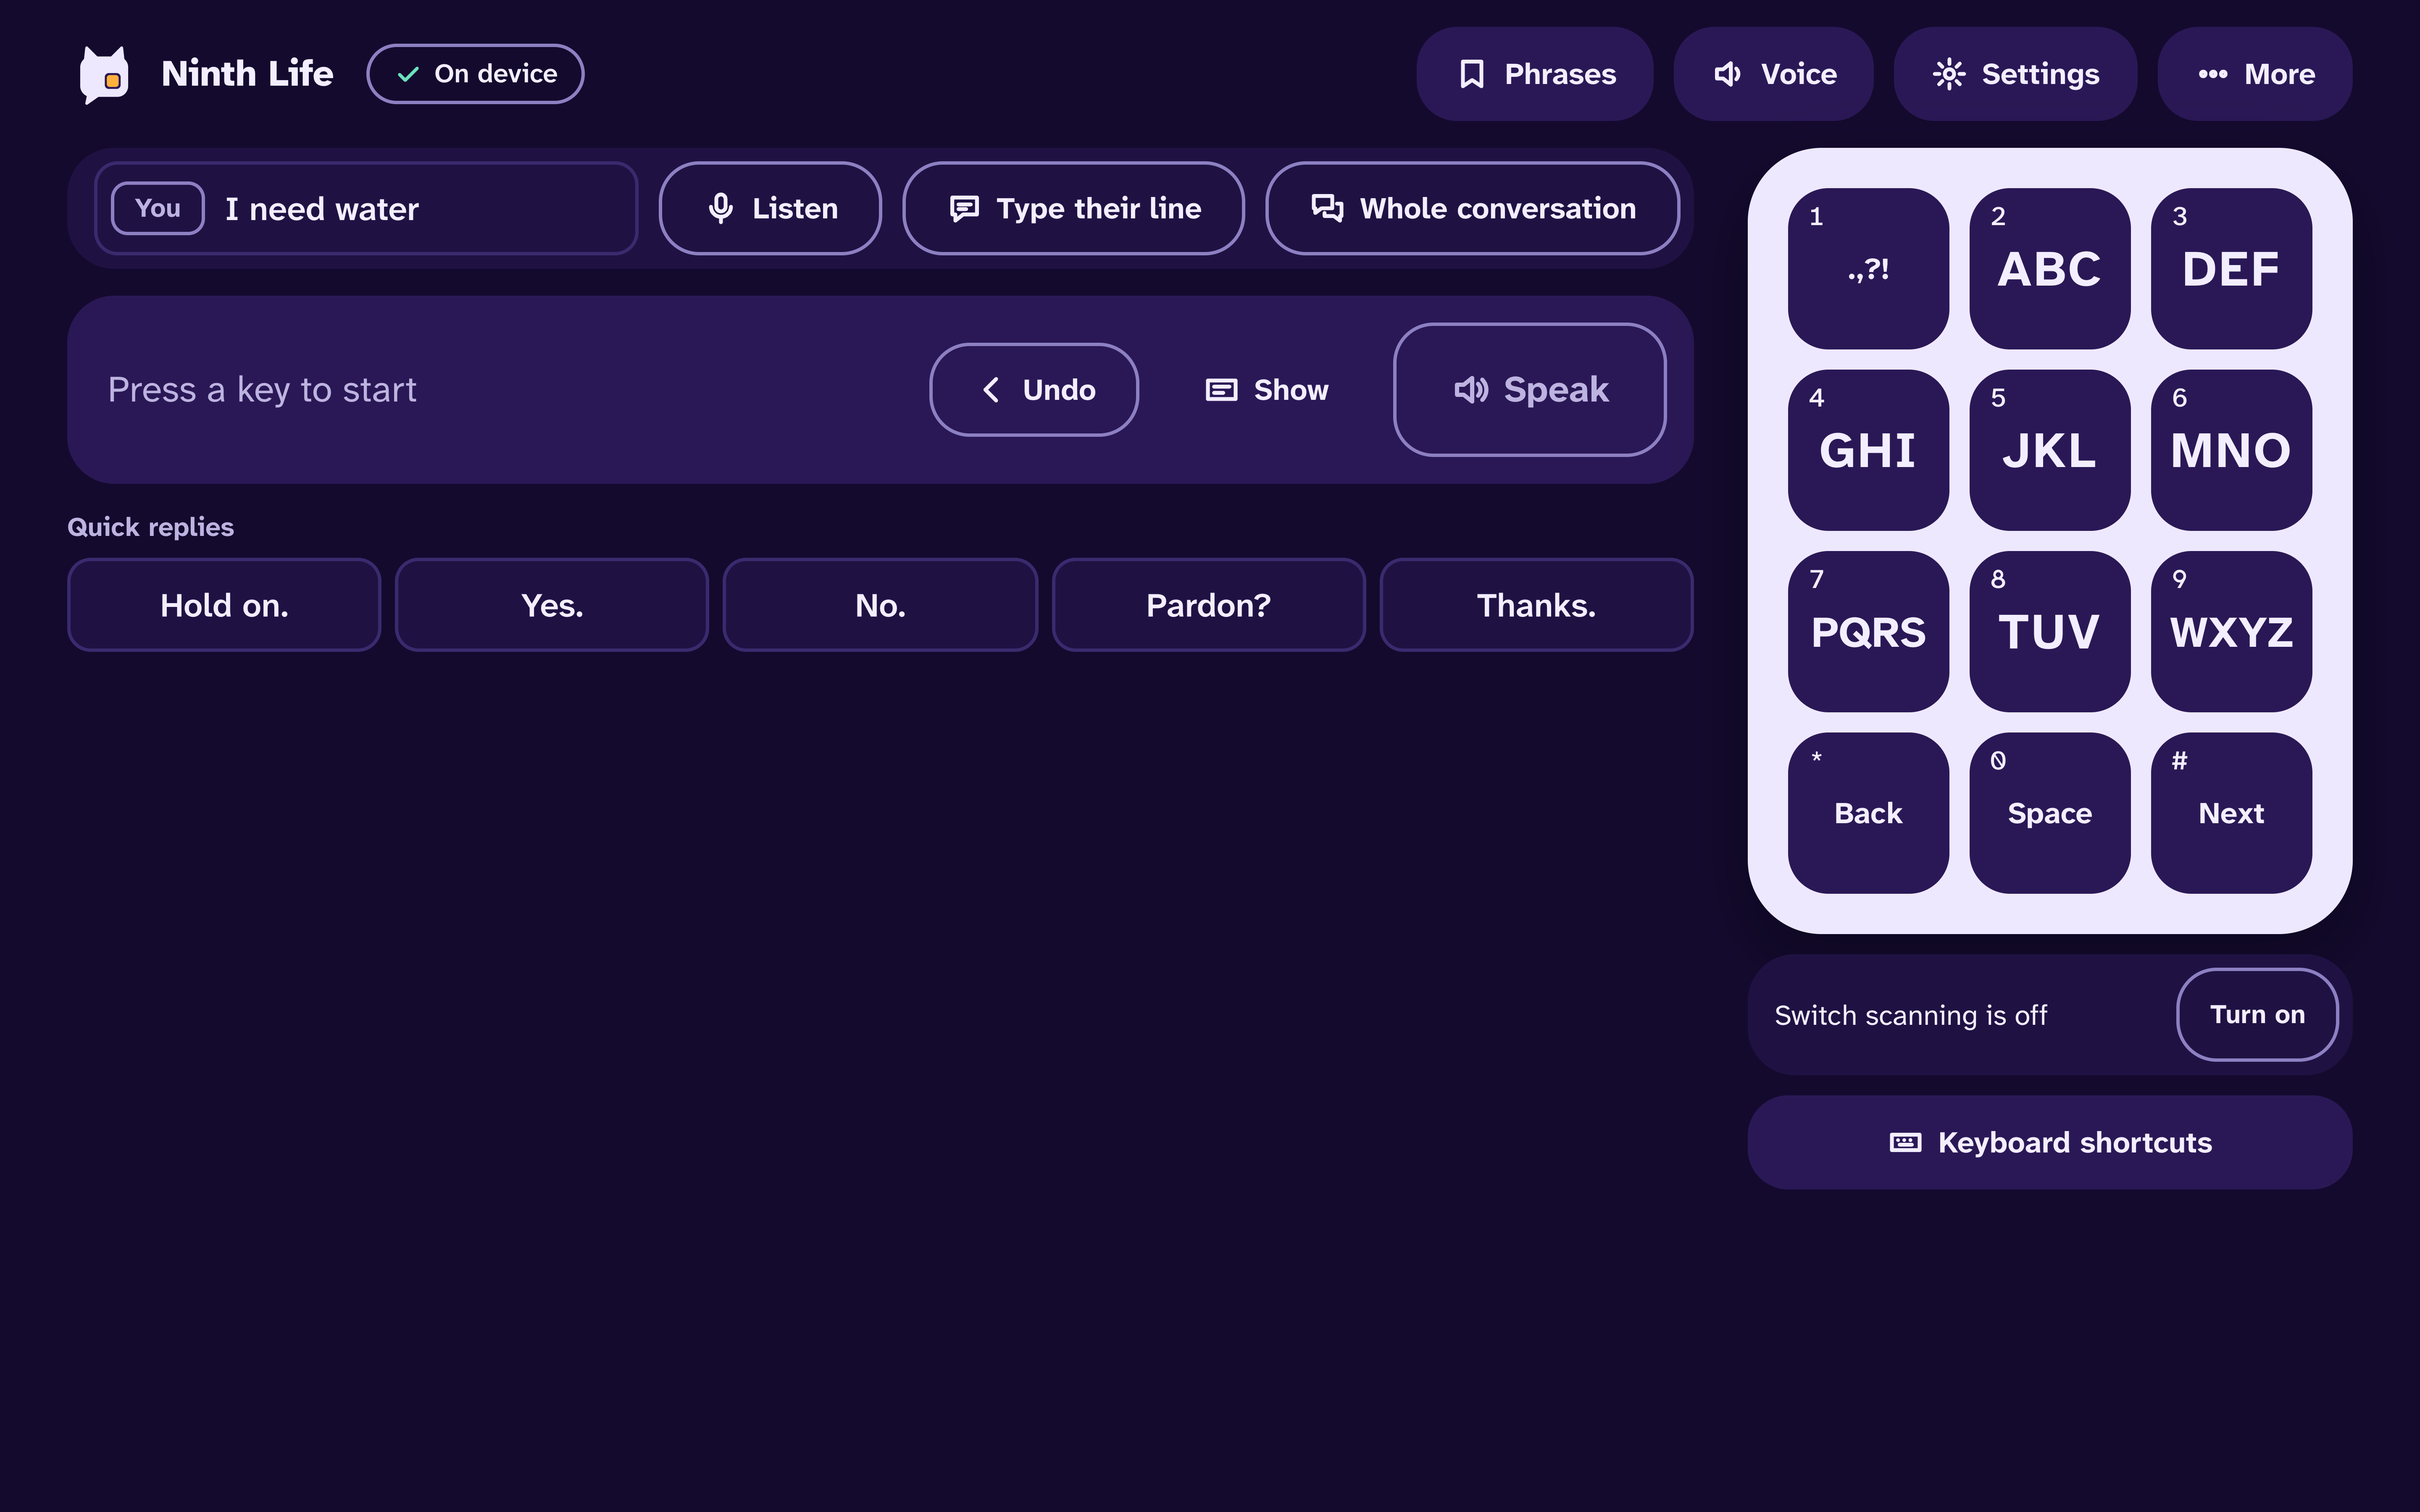 Ninth Life
On device
Phrases
Voice
Settings
More
You
I need water
Listen
Type their line
Whole conversation
Press a key to start
Undo
Show
Speak
Quick replies
Hold on.
Yes.
No.
Pardon?
Thanks.
1
.,?!
2
ABC
3
DEF
4
GHI
5
JKL
6
MNO
7
PQRS
8
TUV
9
WXYZ
*
Back
0
Space
#
Next
Switch scanning is off
Turn on
Keyboard shortcuts